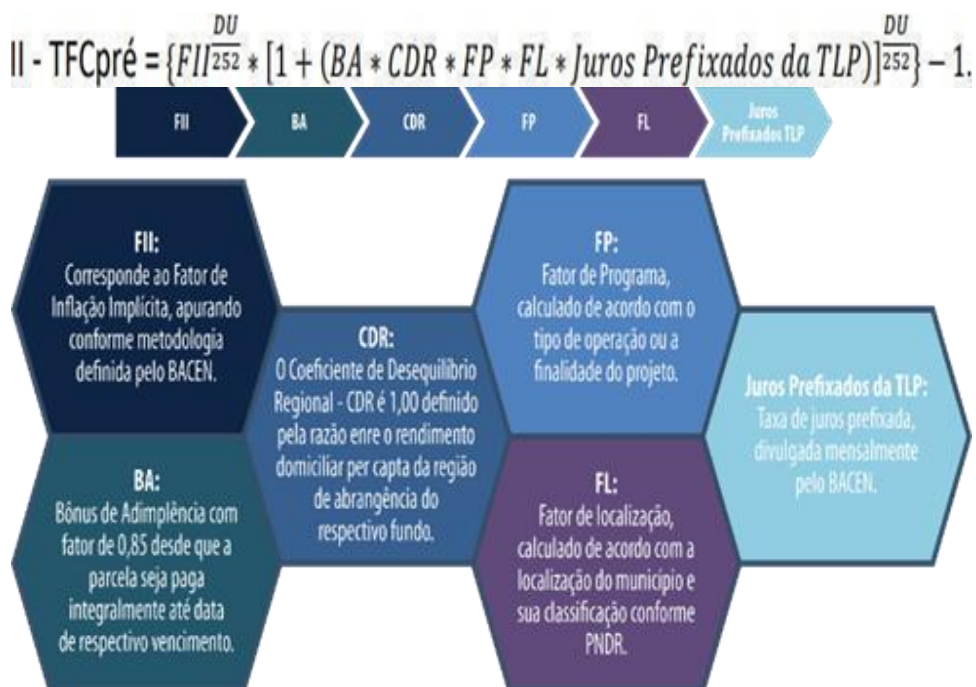 II - TFCpré = {FII^(DU/252) * [1 + (BA * CDR * FP * FL * Juros Prefixados da TLP)]^(DU/252)} − 1.
FII
BA
CDR
FP
FL
Juros
Prefixados TLP
FII:
Corresponde ao Fator de
Inflação Implícita, apurando
conforme metodologia
definida pelo BACEN.
BA:
Bônus de Adimplência com
fator de 0,85 desde que a
parcela seja paga
integralmente até data
de respectivo vencimento.
CDR:
O Coeficiente de Desequilíbrio
Regional - CDR é 1,00 definido
pela razão enre o rendimento
domiciliar per capta da região
de abrangência do
respectivo fundo.
FP:
Fator de Programa,
calculado de acordo com o
tipo de operação ou a
finalidade do projeto.
FL:
Fator de localização,
calculado de acordo com a
localização do município e
sua classificação conforme
PNDR.
Juros Prefixados da TLP:
Taxa de juros prefixada,
divulgada mensalmente
pelo BACEN.